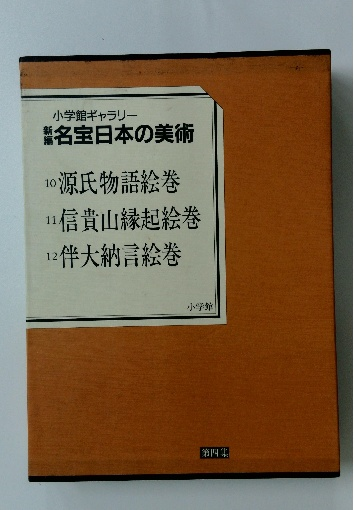 小学館ギャラリー
新編名宝日本の美術
10 源氏物語絵巻
11 信貴山縁起絵巻
12 伴大納言絵巻
小学館
第四集